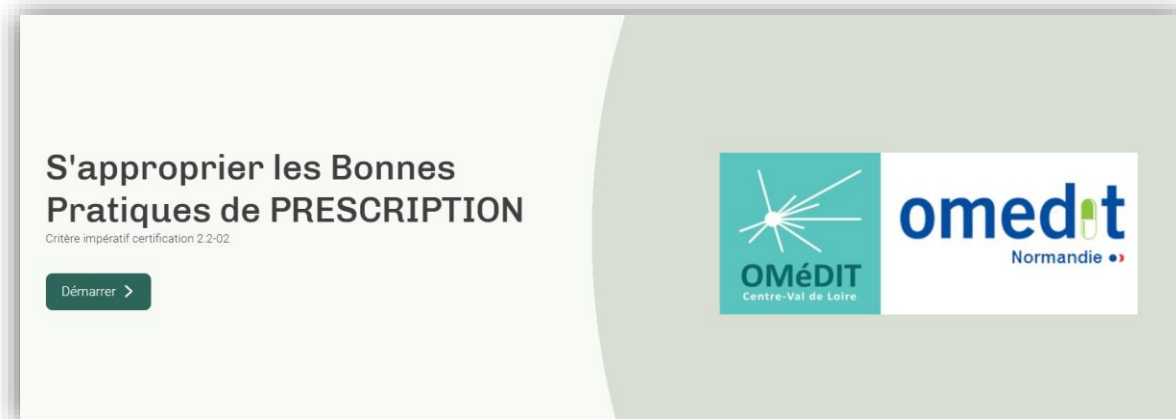 S'approprier les Bonnes
Pratiques de PRESCRIPTION
Critère impératif certification 2.2-02
Démarrer
OMéDIT
Centre-Val de Loire
omedit
Normandie